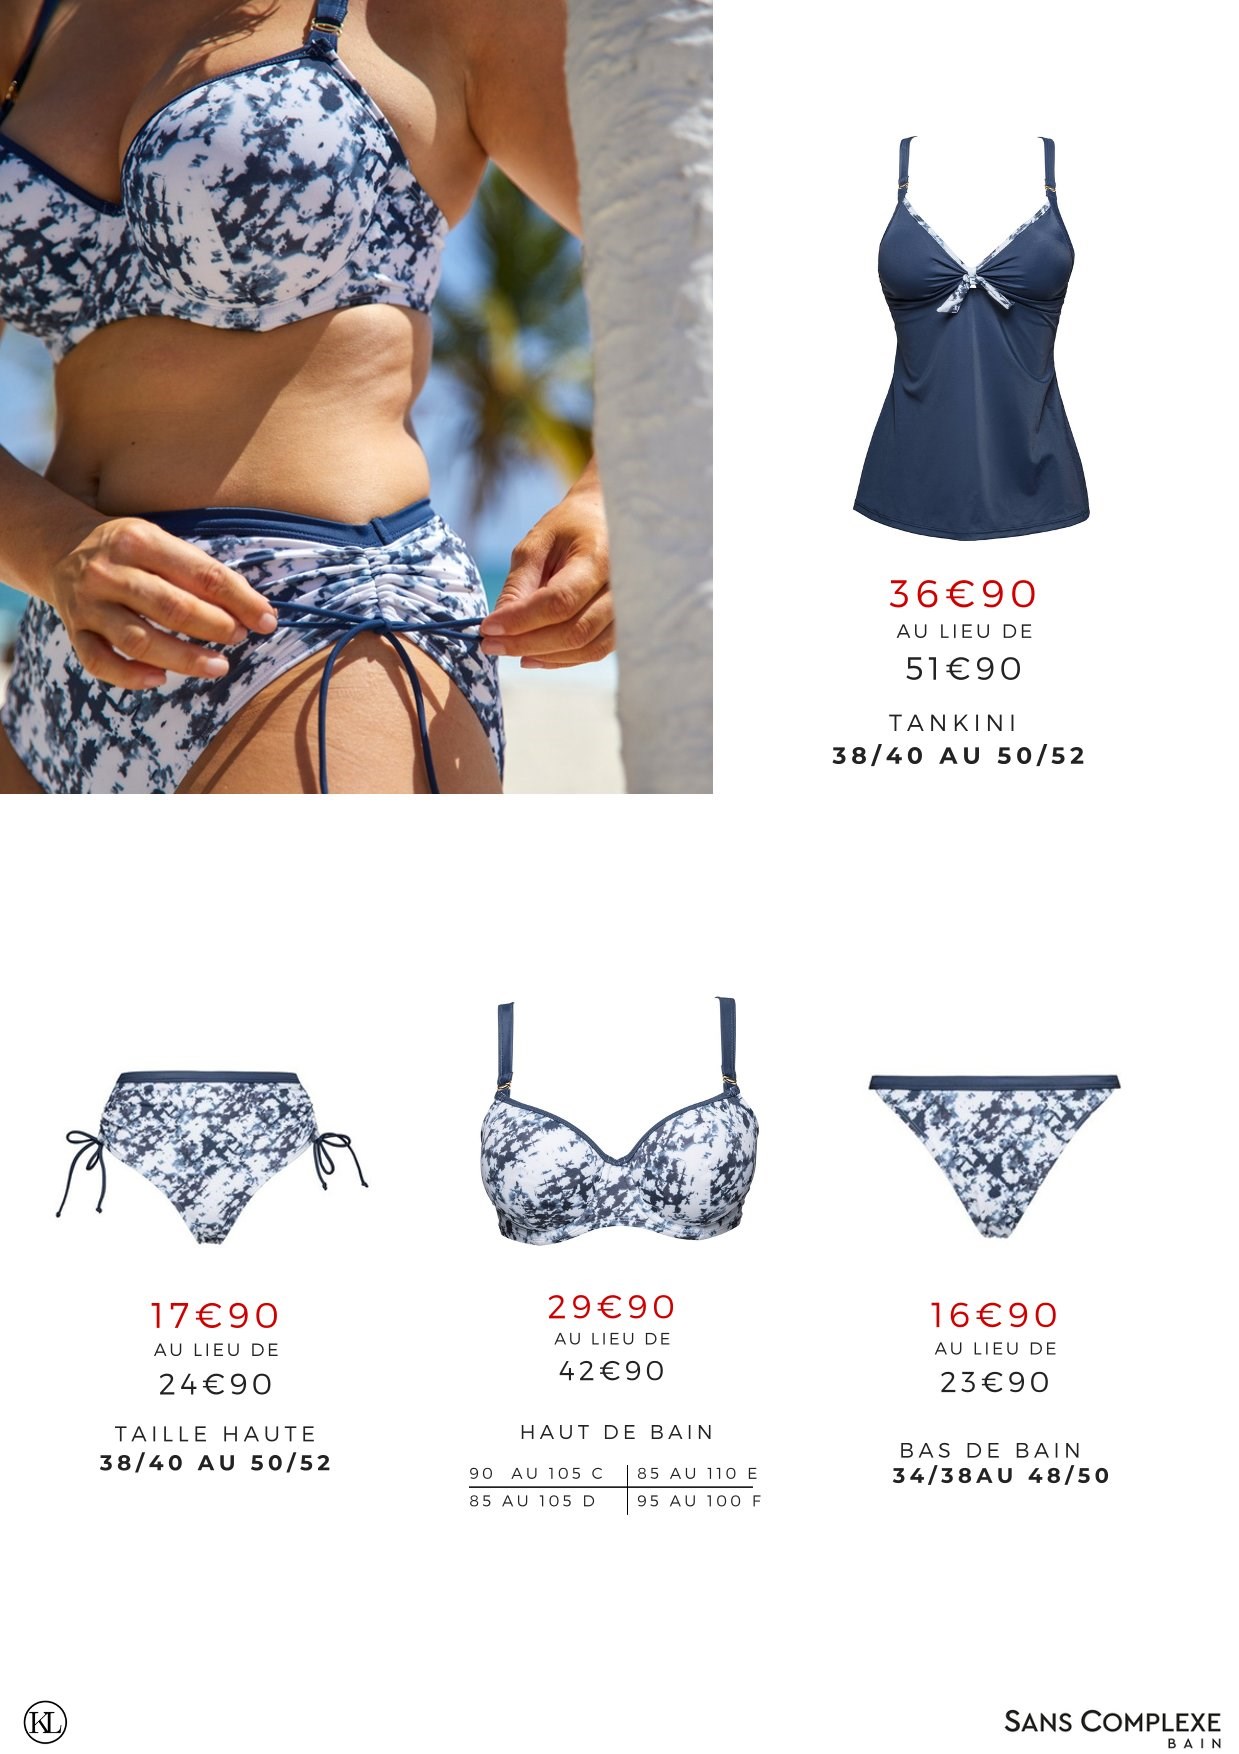 36€90
AU LIEU DE
51€90
TANKINI
38/40 AU 50/52
17€90
AU LIEU DE
24€90
TAILLE HAUTE
38/40 AU 50/52
29€90
AU LIEU DE
42€90
HAUT DE BAIN
90 AU 105 C
85 AU 110 E
85 AU 105 D
95 AU 100 F
16€90
AU LIEU DE
23€90
BAS DE BAIN
34/38AU 48/50
KL
SANS COMPLEXE
BAIN